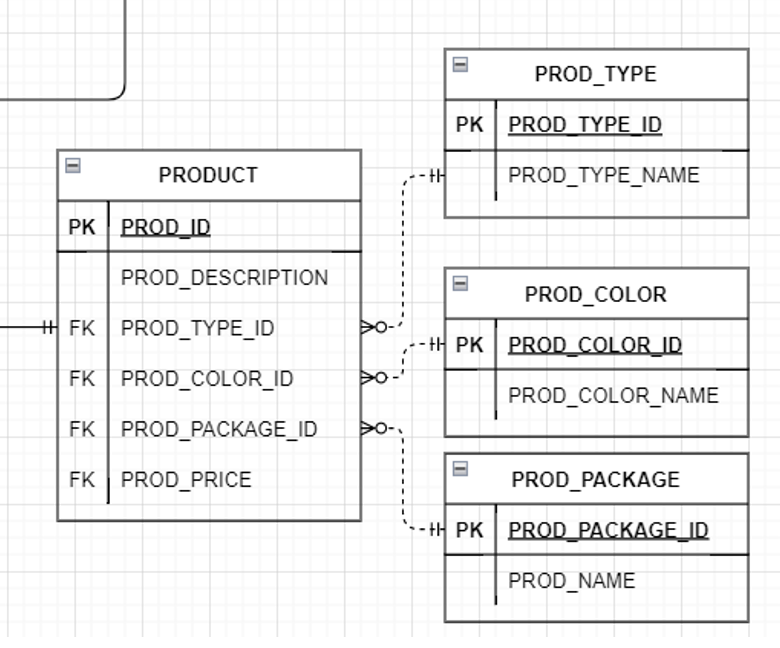 PRODUCT
PK PROD_ID
PROD_DESCRIPTION
FK PROD_TYPE_ID
FK PROD_COLOR_ID
FK PROD_PACKAGE_ID
FK PROD_PRICE
PROD_TYPE
PK PROD_TYPE_ID
PROD_TYPE_NAME
PROD_COLOR
PK PROD_COLOR_ID
PROD_COLOR_NAME
PROD_PACKAGE
PK PROD_PACKAGE_ID
PROD_NAME